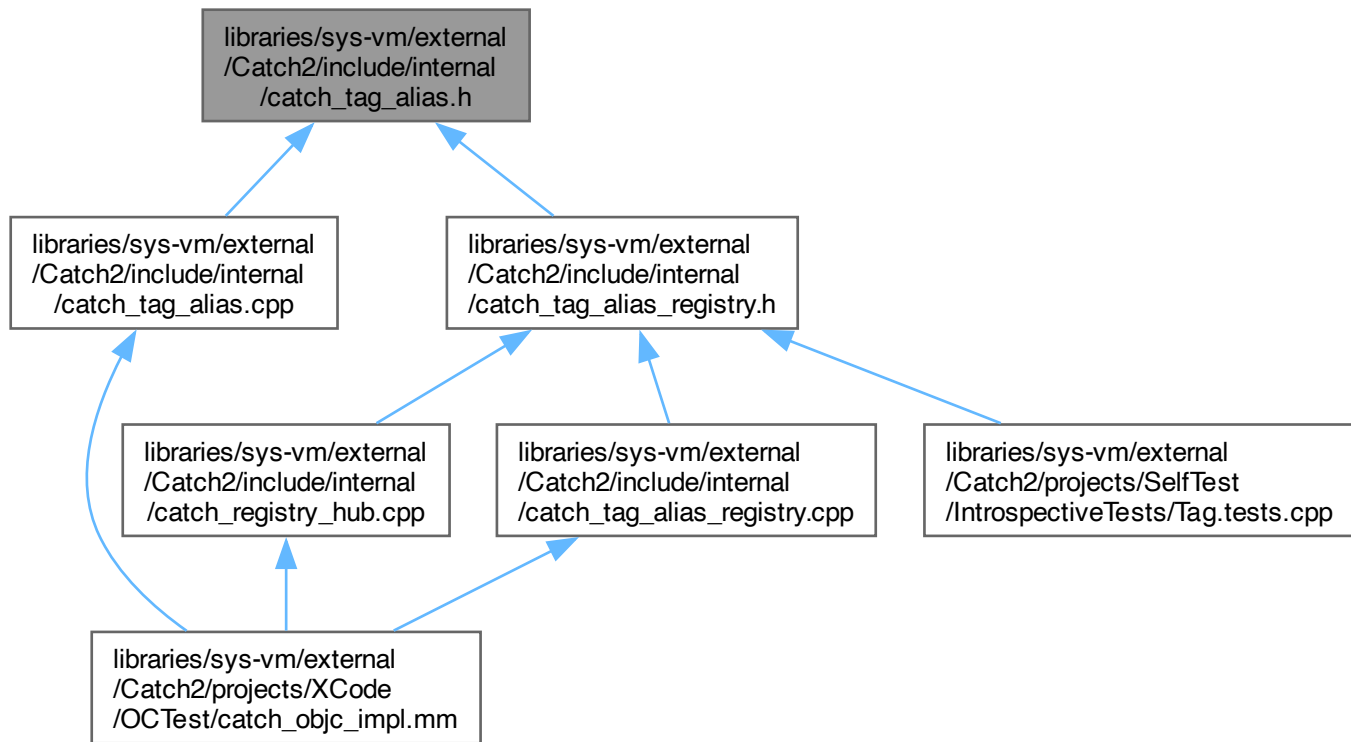 libraries/sys-vm/external
/Catch2/include/internal
/catch_tag_alias.h
libraries/sys-vm/external
/Catch2/include/internal
/catch_tag_alias.cpp
libraries/sys-vm/external
/Catch2/include/internal
/catch_tag_alias_registry.h
libraries/sys-vm/external
/Catch2/include/internal
/catch_registry_hub.cpp
libraries/sys-vm/external
/Catch2/include/internal
/catch_tag_alias_registry.cpp
libraries/sys-vm/external
/Catch2/projects/SelfTest
/IntrospectiveTests/Tag.tests.cpp
libraries/sys-vm/external
/Catch2/projects/XCode
/OCTest/catch_objc_impl.mm